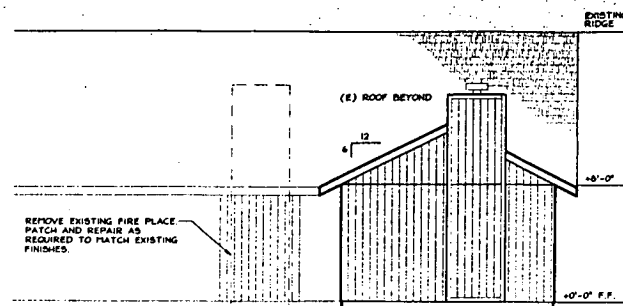 EXISTING
RIDGE
(E) ROOF BEYOND
12
6
+8'-0"
REMOVE EXISTING FIRE PLACE.
PATCH AND REPAIR AS
REQUIRED TO MATCH EXISTING
FINISHES.
+0'-0" F.F.